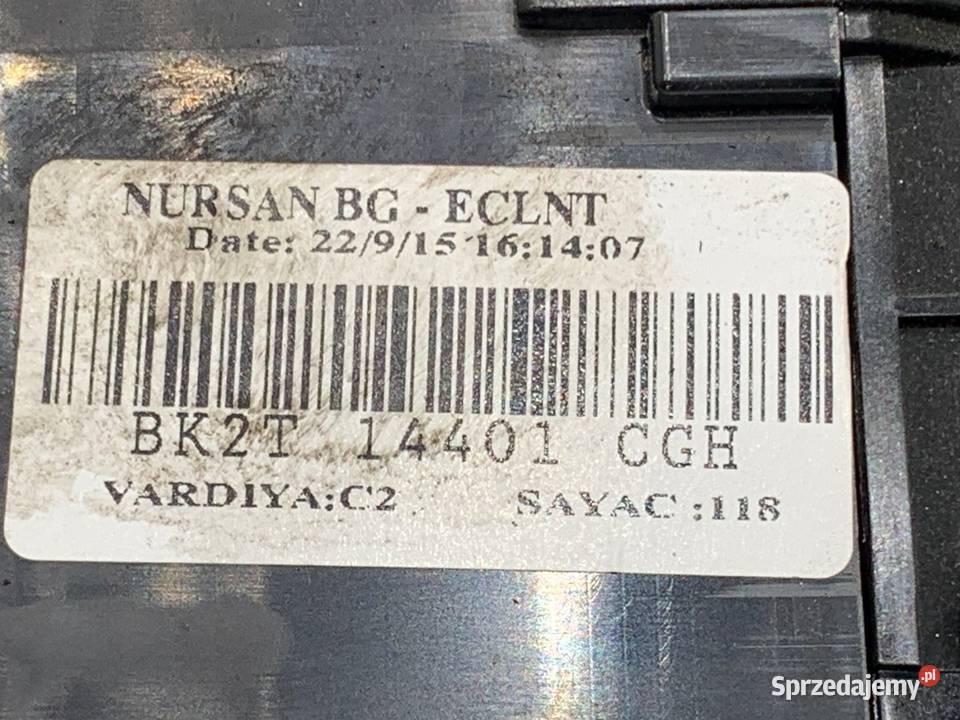 NURSAN BG - ECLNT
Date: 22/9/15 16:14:07
BK2T 14401 CGH
VARDIYA:C2 SAYAC :118
Sprzedajemy.pl